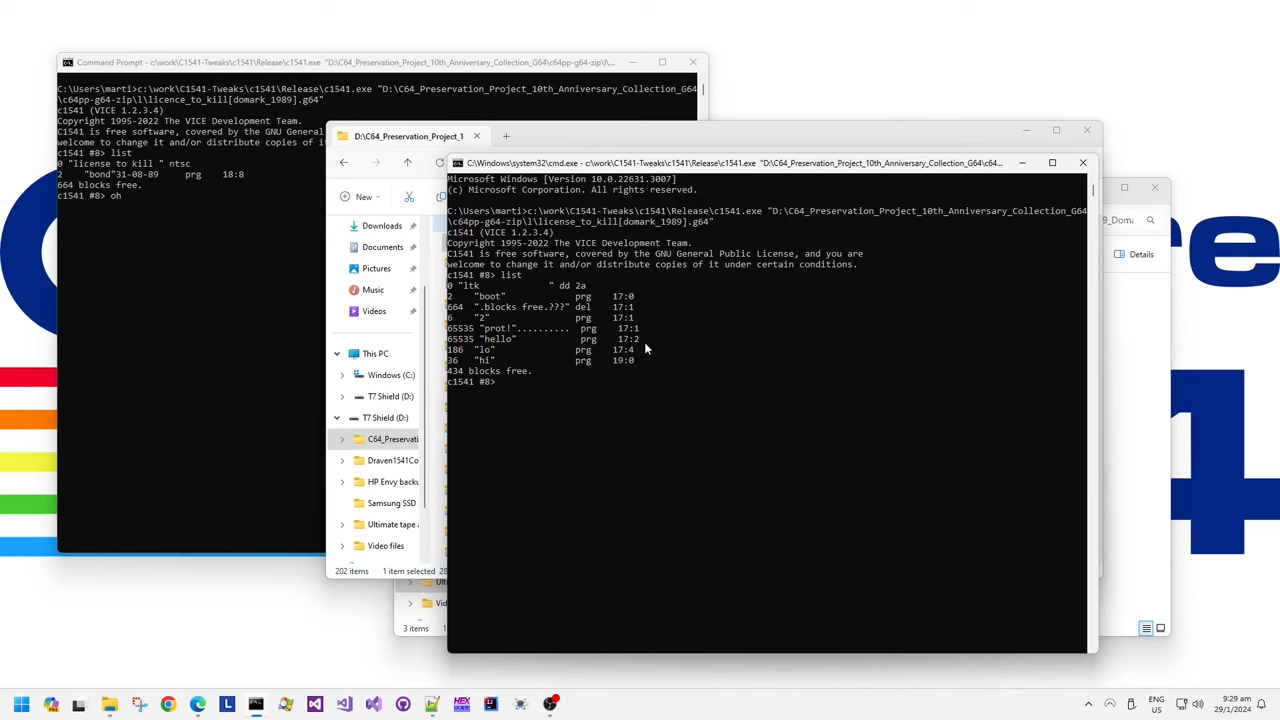 Command Prompt - c:\work\C1541-Tweaks\c1541\Release\c1541.exe "D:\C64_Preservation_Project_10th_Anniversary_Collection_G64\c64pp-g64-zip\l\...
C:\Users\marti>c:\work\C1541-Tweaks\c1541\Release\c1541.exe "D:\C64_Preservation_Project_10th_Anniversary_Collection_G64
\c64pp-g64-zip\l\licence_to_kill[domark_1989].g64"
c1541 (VICE 1.2.3.4)
Copyright 1995-2022 The VICE Development Team.
C1541 is free software, covered by the GNU General
welcome to change it and/or distribute copies of i
c1541 #8> list
0 "license to kill " ntsc
2 "bond"31-08-89 prg 18:8
664 blocks free.
c1541 #8> oh
D:\C64_Preservation_Project_1
New
Downloads
Documents
Pictures
Music
Videos
This PC
Windows (C:)
T7 Shield (D:)
T7 Shield (D:)
C64_Preservati
Draven1541Co
HP Envy backu
Samsung SSD
Ultimate tape a
Video files
202 items 1 item selected 28
C:\Windows\system32\cmd.exe - c:\work\C1541-Tweaks\c1541\Release\c1541.exe "D:\C64_Preservation_Project_10th_Anniversary_Collection_G64\c64...
Microsoft Windows [Version 10.0.22631.3007]
(c) Microsoft Corporation. All rights reserved.
C:\Users\marti>c:\work\C1541-Tweaks\c1541\Release\c1541.exe "D:\C64_Preservation_Project_10th_Anniversary_Collection_G64
\c64pp-g64-zip\l\license_to_kill[domark_1989].g64"
c1541 (VICE 1.2.3.4)
Copyright 1995-2022 The VICE Development Team.
C1541 is free software, covered by the GNU General Public License, and you are
welcome to change it and/or distribute copies of it under certain conditions.
c1541 #8> list
0 "ltk " dd 2a
2 "boot" prg 17:0
664 ".blocks free.???" del 17:1
6 "2" prg 17:1
65535 "prot!".......... prg 17:1
65535 "hello" prg 17:2
186 "lo" prg 17:4
36 "hi" prg 19:0
434 blocks free.
c1541 #8>
9_Doma
Details
re
4
Ulti
Vid
3 items 1
ENG
US
9:29 am
29/1/2024